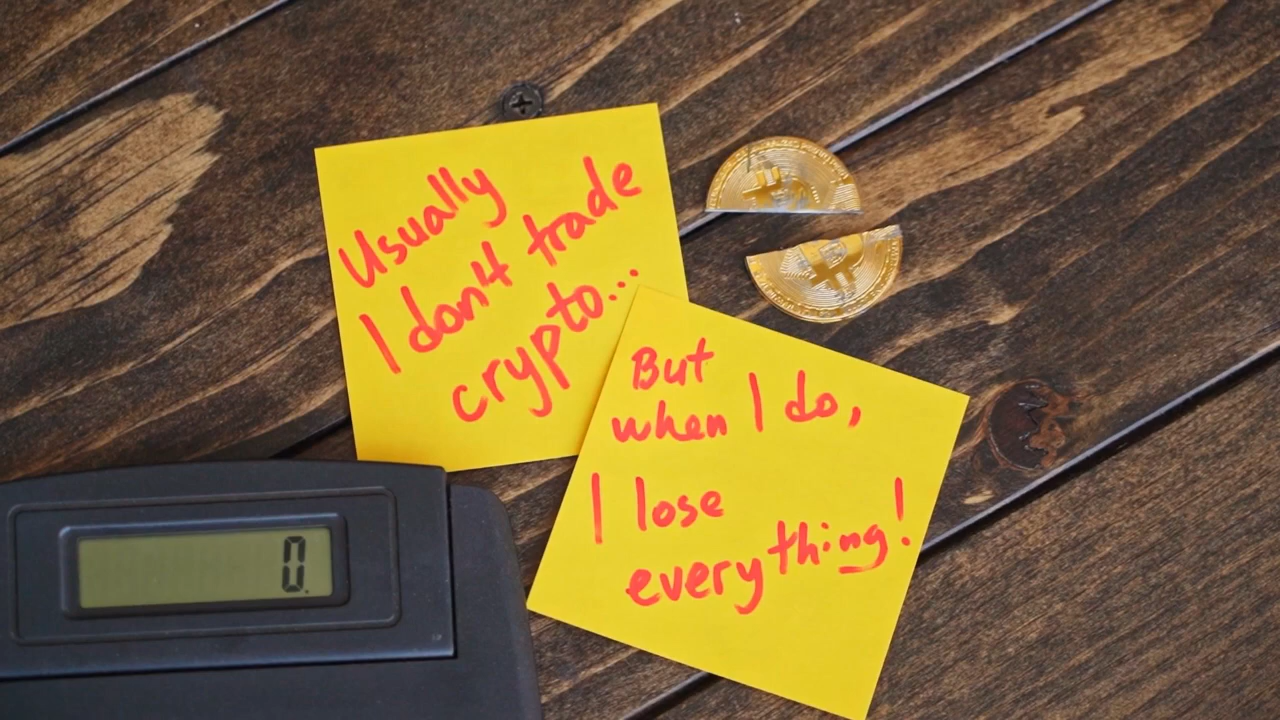 Usually
I don't trade
crypto...
But
when I do,
I lose
everything!
0.